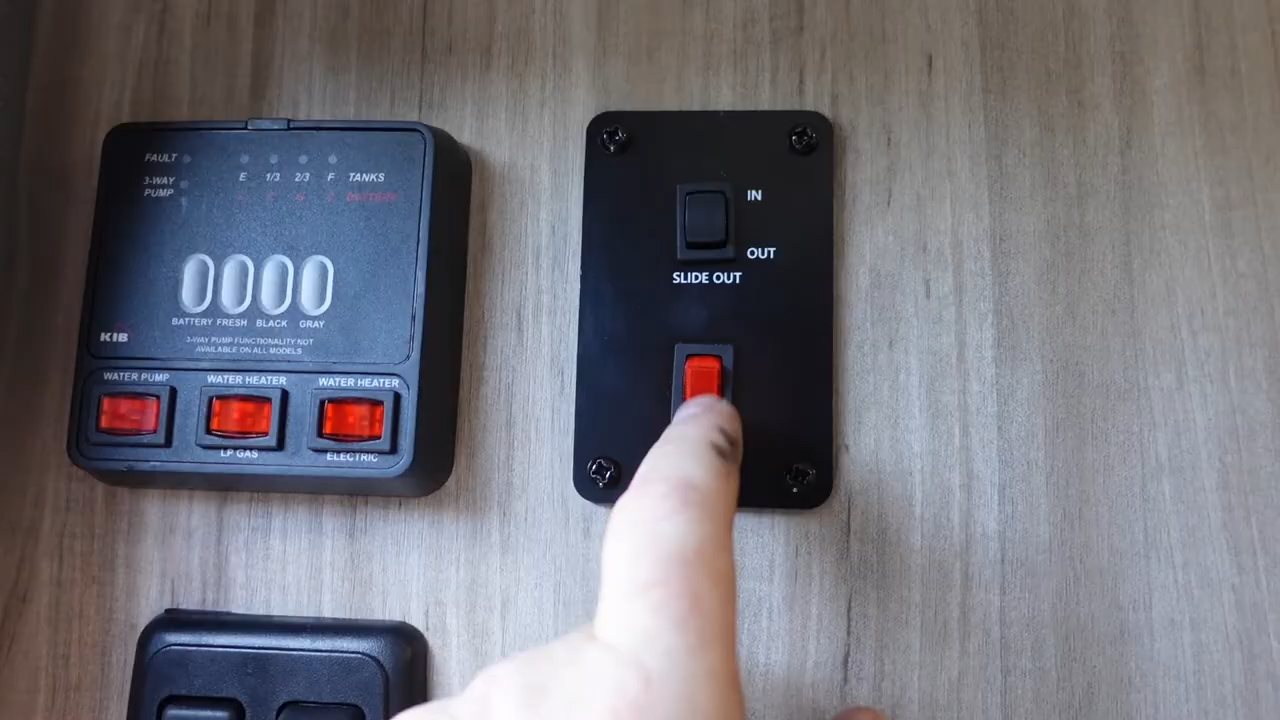 FAULT
E 1/3 2/3 F TANKS
3-WAY
PUMP
BATTERY
BATTERY FRESH BLACK GRAY
KIB
3-WAY PUMP FUNCTIONALITY NOT
AVAILABLE ON ALL MODELS
WATER PUMP WATER HEATER WATER HEATER
LP GAS ELECTRIC
IN
OUT
SLIDE OUT